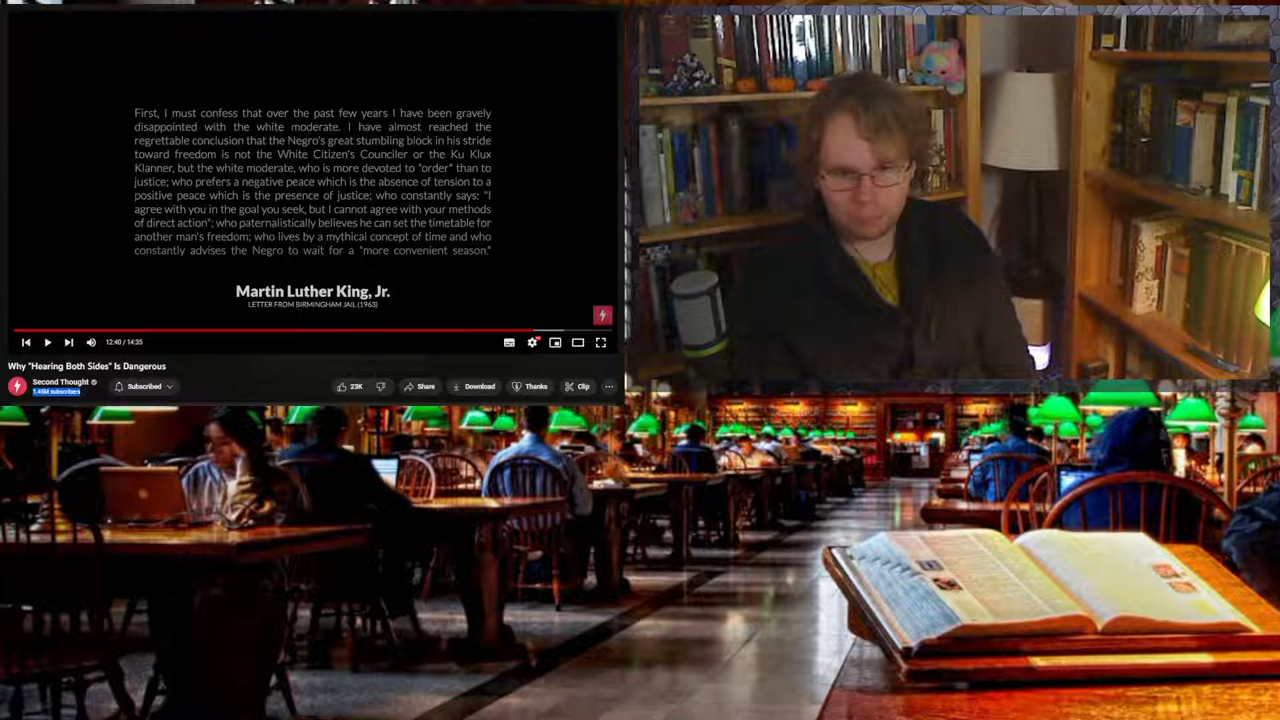 First, I must confess that over the past few years I have been gravely
disappointed with the white moderate. I have almost reached the
regrettable conclusion that the Negro's great stumbling block in his stride
toward freedom is not the White Citizen's Counciler or the Ku Klux
Klanner, but the white moderate, who is more devoted to "order" than to
justice; who prefers a negative peace which is the absence of tension to a
positive peace which is the presence of justice; who constantly says: "I
agree with you in the goal you seek, but I cannot agree with your methods
of direct action"; who paternalistically believes he can set the timetable for
another man's freedom; who lives by a mythical concept of time and who
constantly advises the Negro to wait for a "more convenient season."
Martin Luther King, Jr.
LETTER FROM BIRMINGHAM JAIL (1963)
12:40 / 14:35
Why "Hearing Both Sides" Is Dangerous
Second Thought
1.45M subscribers
Subscribed
23K
Share
Download
Thanks
Clip